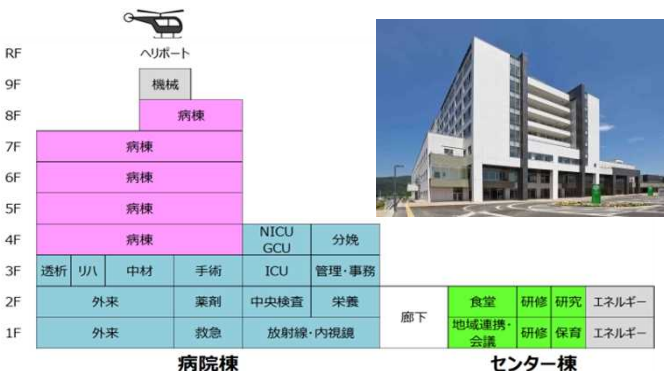 RF ヘリポート
9F 機械
8F 病棟
7F 病棟
6F 病棟
5F 病棟
4F 病棟 NICU GCU 分娩
3F 透析 リハ 中材 手術 ICU 管理・事務
2F 外来 薬剤 中央検査 栄養 廊下 食堂 研修 研究 エネルギー
1F 外来 救急 放射線・内視鏡 地域連携・会議 研修 保育 エネルギー
病院棟 センター棟